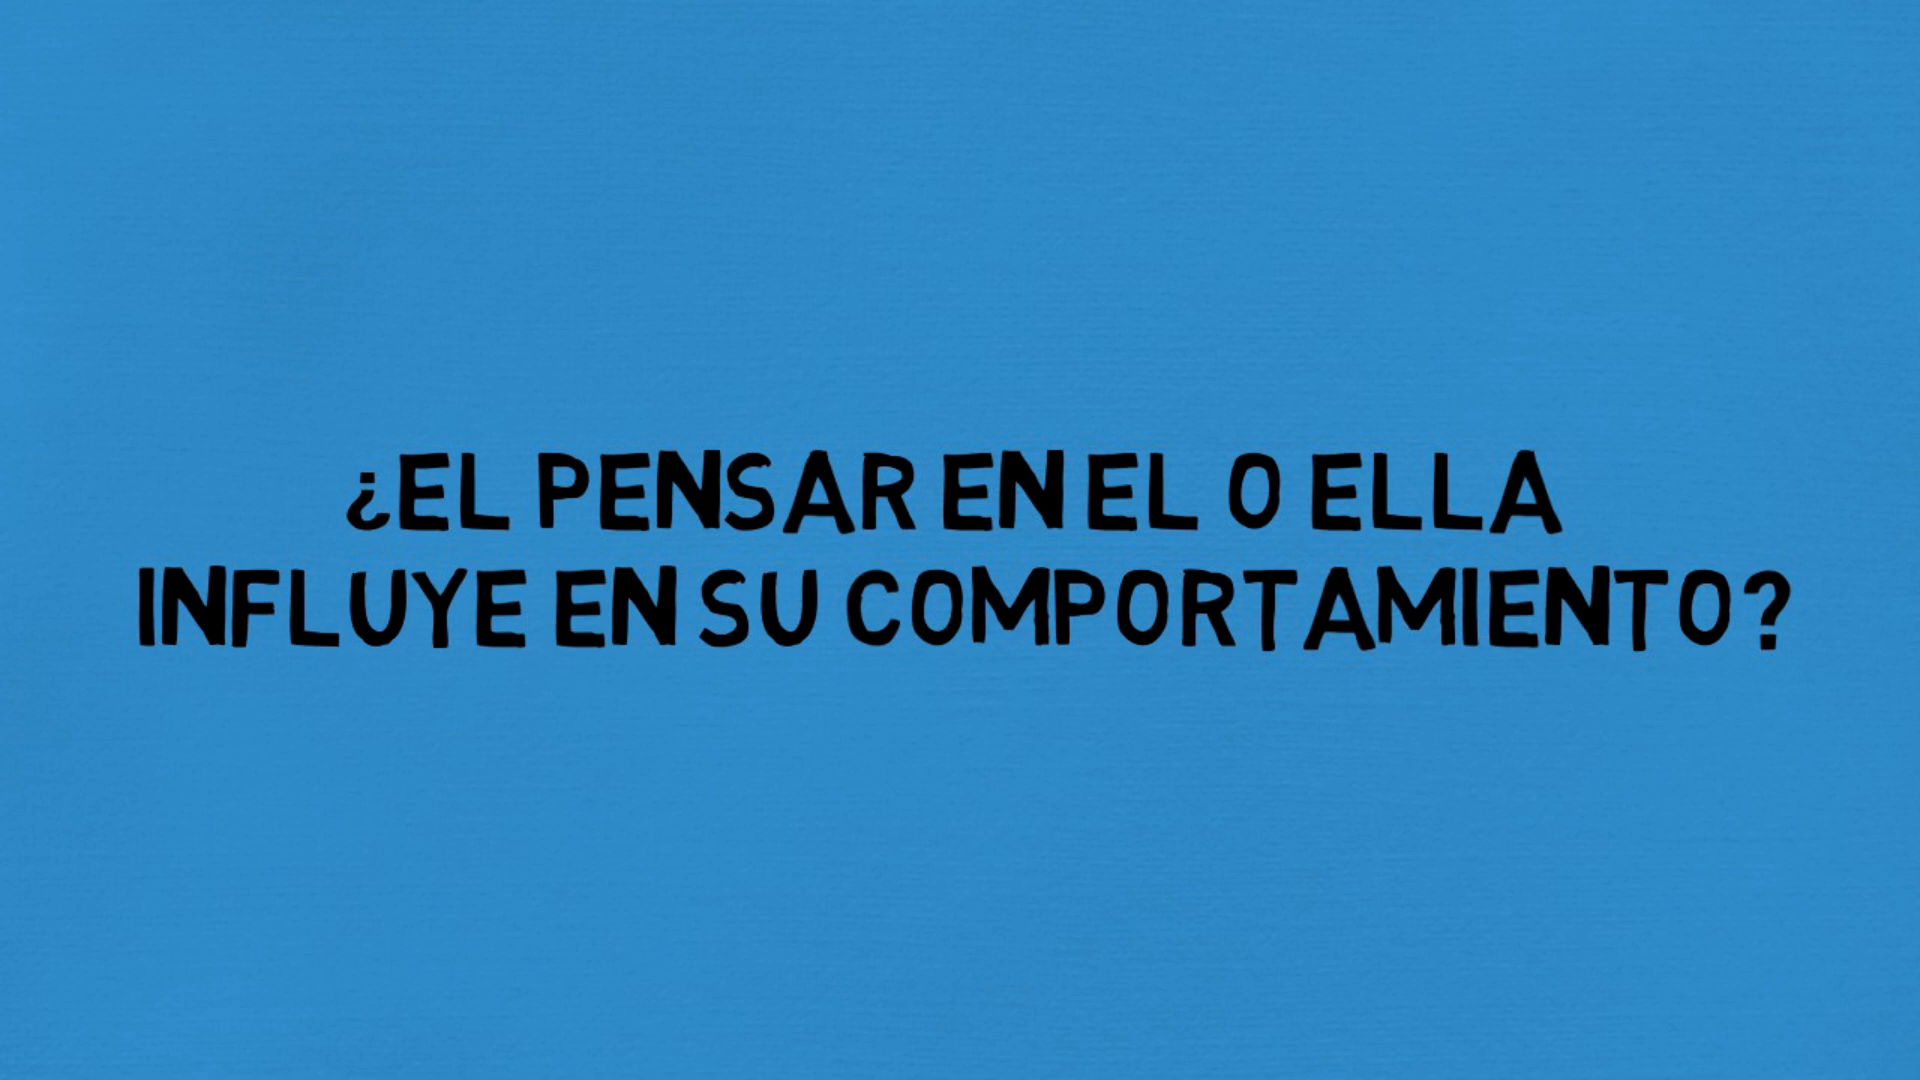 ¿EL PENSAR EN EL O ELLA
INFLUYE EN SU COMPORTAMIENTO?